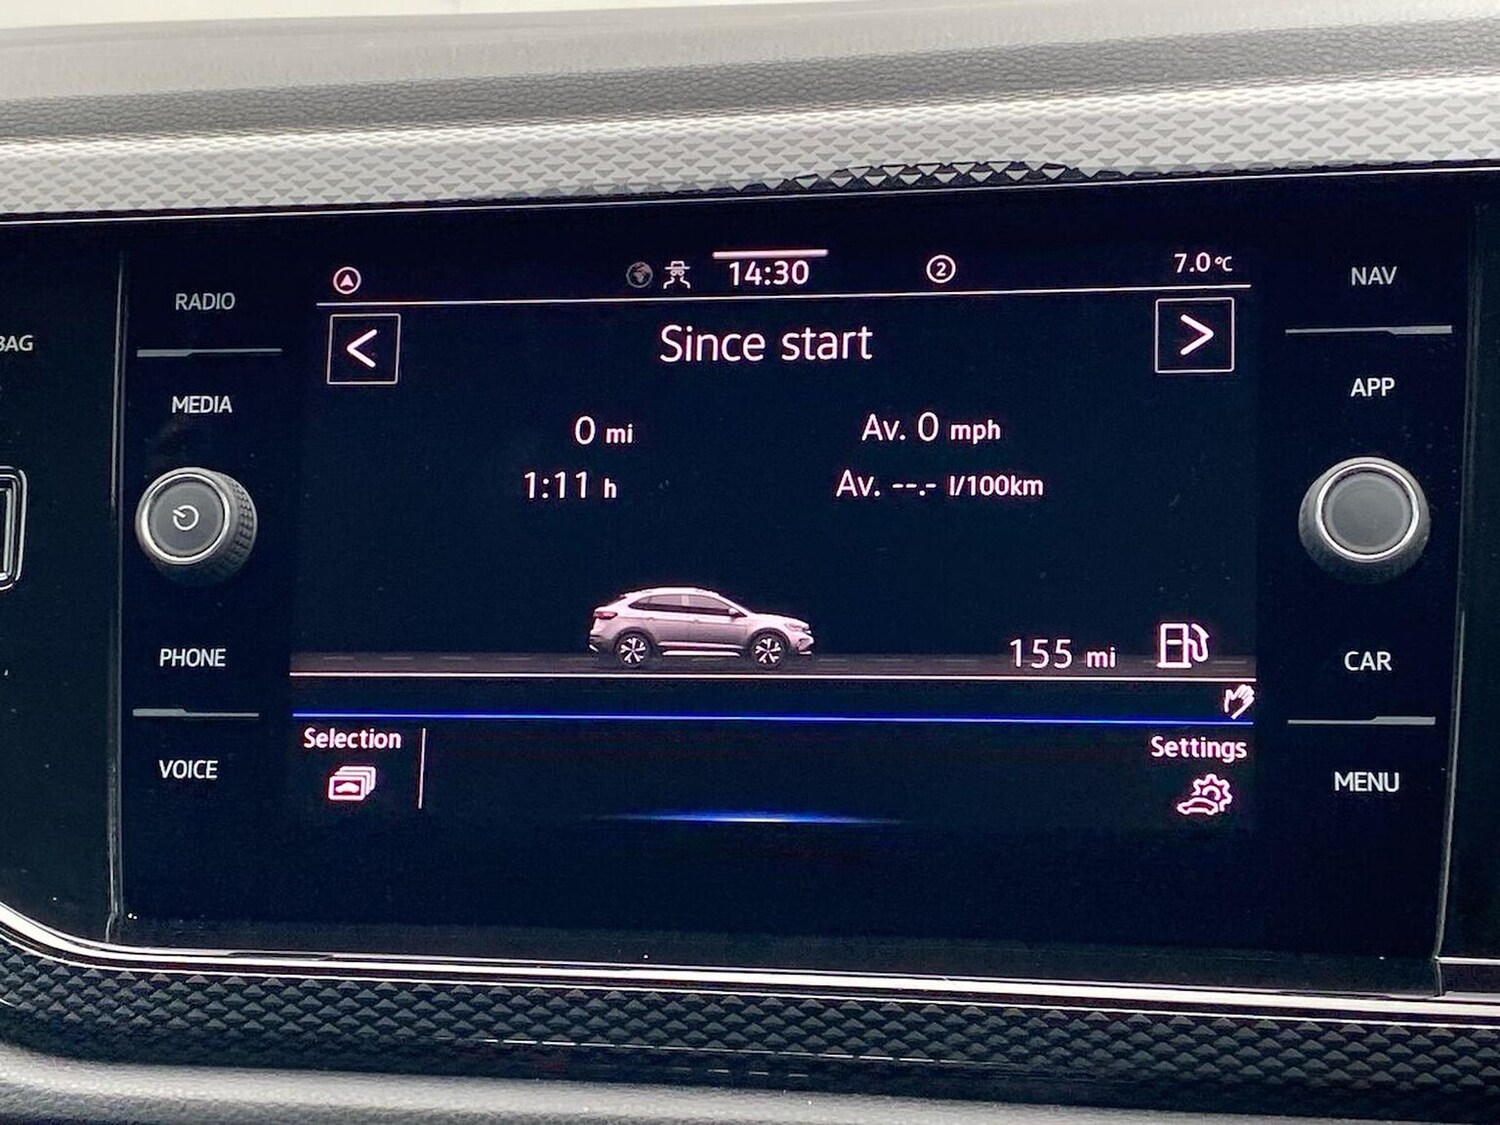 BAG
RADIO
MEDIA
PHONE
VOICE
14:30
2
7.0°C
<
Since start
>
0 mi
Av. 0 mph
1:11 h
Av. --.- l/100km
155 mi
Selection
Settings
NAV
APP
CAR
MENU